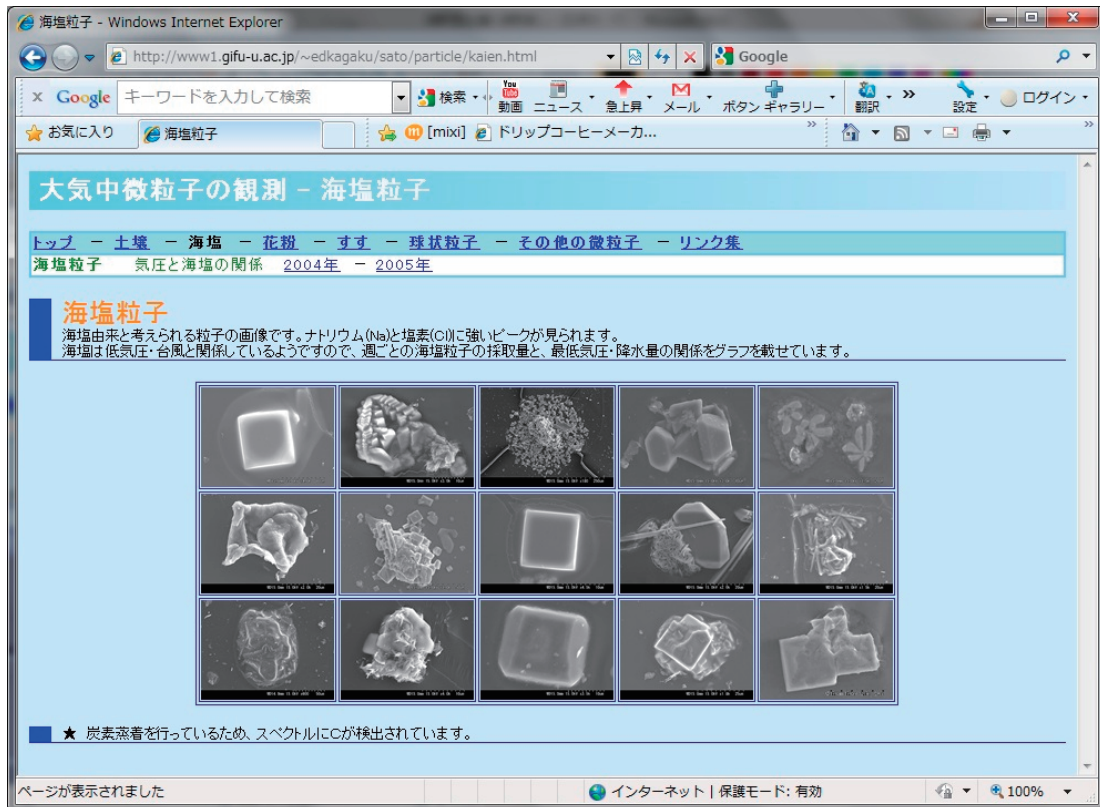 海塩粒子 - Windows Internet Explorer
http://www1.gifu-u.ac.jp/~edkagaku/sato/particle/kaien.html
Google
x Google キーワードを入力して検索 検索 You Tube 動画 ニュース 急上昇 メール ボタン ギャラリー 翻訳 » 設定 ログイン
お気に入り 海塩粒子 [mixi] ドリップコーヒーメーカ... »
大気中微粒子の観測 − 海塩粒子
トップ − 土壌 − 海塩 − 花粉 − すす − 球状粒子 − その他の微粒子 − リンク集
海塩粒子 気圧と海塩の関係 2004年 − 2005年
海塩粒子
海塩由来と考えられる粒子の画像です。ナトリウム(Na)と塩素(Cl)に強いピークが見られます。
海塩は低気圧・台風と関係しているようですので、週ごとの海塩粒子の採取量と、最低気圧・降水量の関係をグラフを載せています。
★ 炭素蒸着を行っているため、スペクトルにCが検出されています。
ページが表示されました
インターネット | 保護モード: 有効
100%